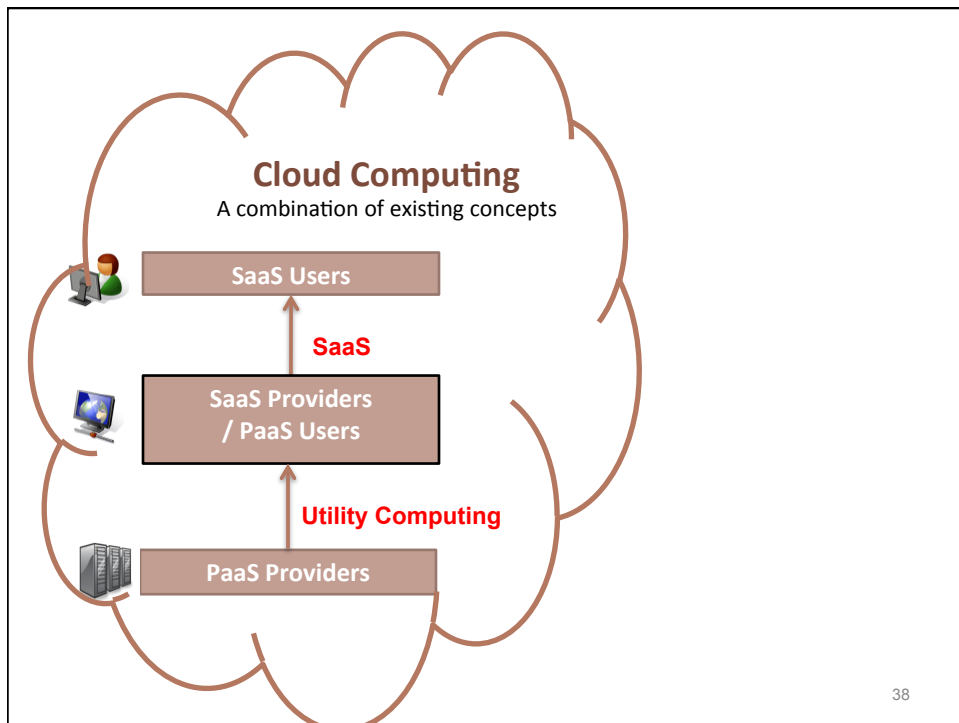 Cloud Computing
A combination of existing concepts
SaaS Users
SaaS
SaaS Providers
/ PaaS Users
Utility Computing
PaaS Providers
38